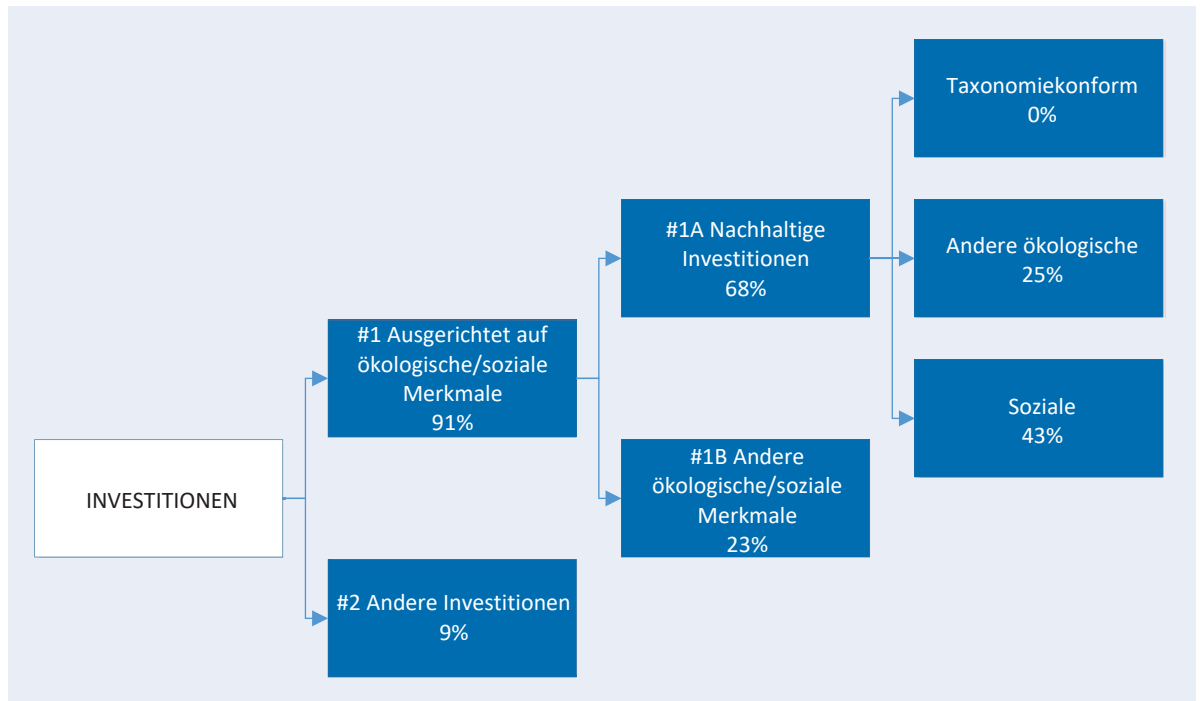 INVESTITIONEN
#1 Ausgerichtet auf
ökologische/soziale
Merkmale
91%
#2 Andere Investitionen
9%
#1A Nachhaltige
Investitionen
68%
#1B Andere
ökologische/soziale
Merkmale
23%
Taxonomiekonform
0%
Andere ökologische
25%
Soziale
43%